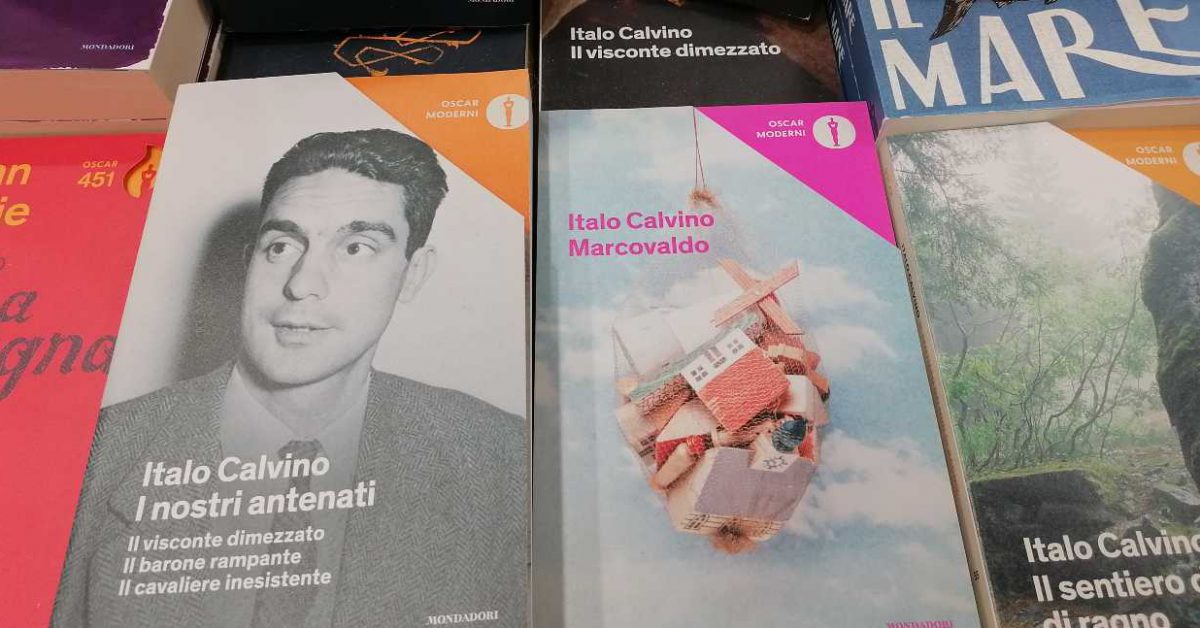 MONDADORI
MONDADORI
Italo Calvino
Il visconte dimezzato
IL
MARE
OSCAR
451
OSCAR
MODERNI
Italo Calvino
I nostri antenati
Il visconte dimezzato
Il barone rampante
Il cavaliere inesistente
MONDADORI
OSCAR
MODERNI
Italo Calvino
Marcovaldo
MONDADORI
OSCAR
MODERNI
Italo Calvino
Il sentiero
di ragno